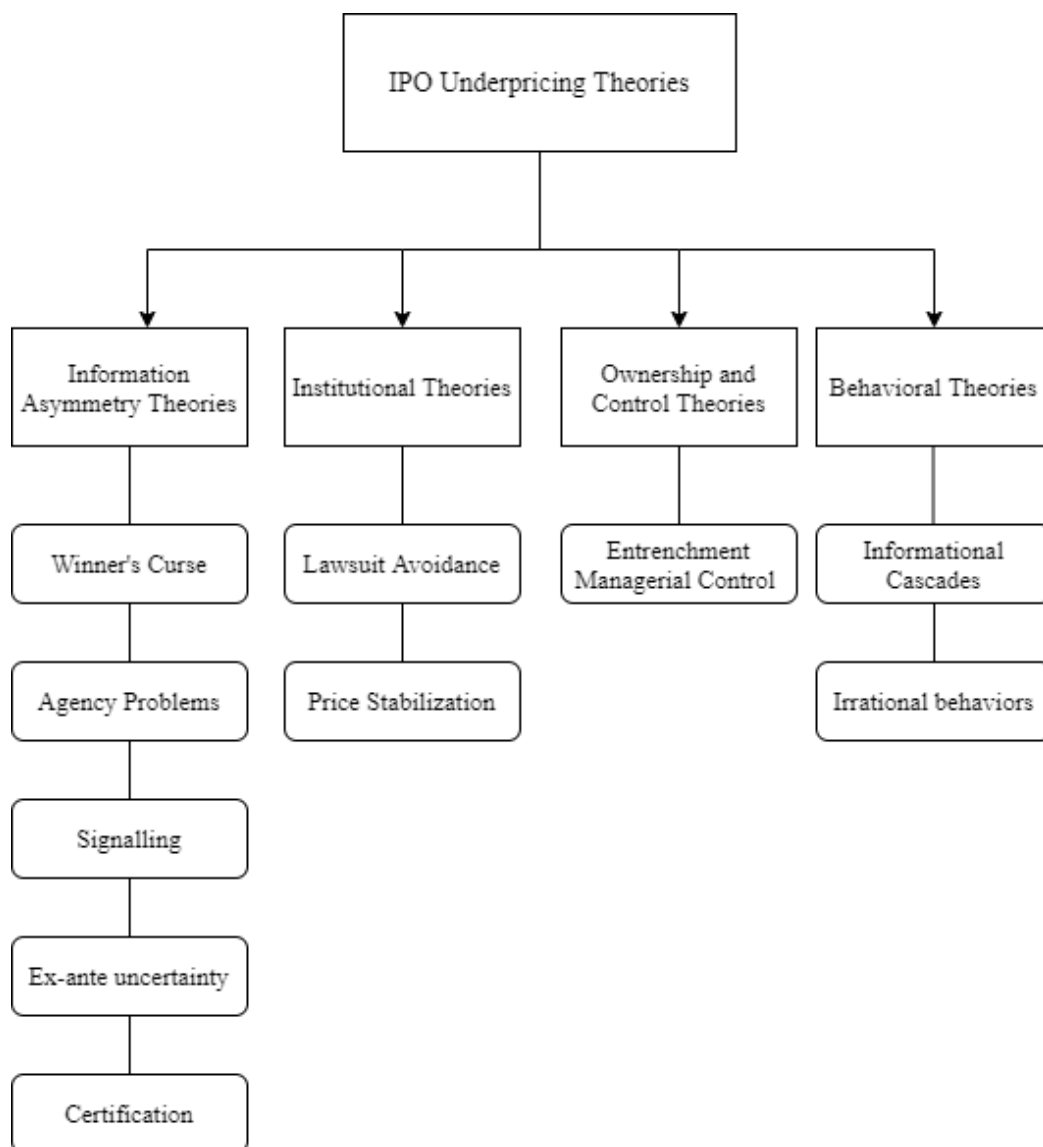 IPO Underpricing Theories
Information
Asymmetry Theories
Institutional Theories
Ownership and
Control Theories
Behavioral Theories
Winner's Curse
Lawsuit Avoidance
Entrenchment
Managerial Control
Informational
Cascades
Agency Problems
Price Stabilization
Irrational behaviors
Signalling
Ex-ante uncertainty
Certification